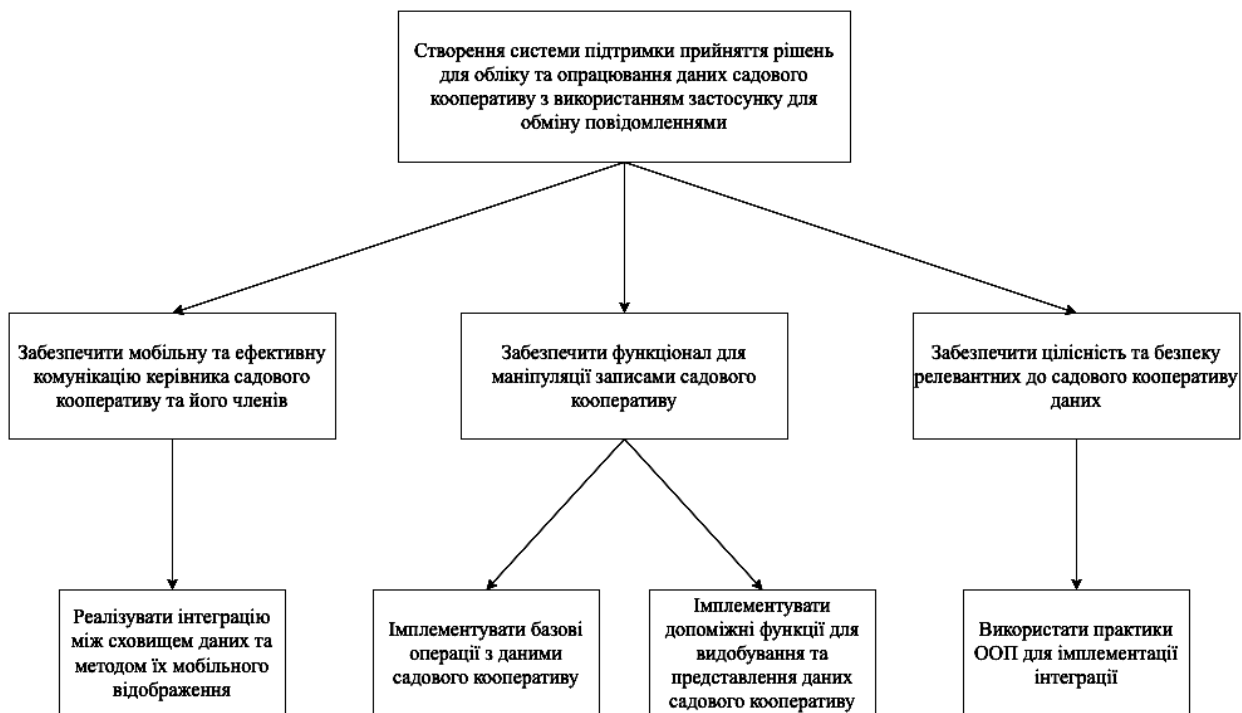 Створення системи підтримки прийняття рішень
для обліку та опрацювання даних садового
кооперативу з використанням застосунку для
обміну повідомленнями
Забезпечити мобільну та ефективну
комунікацію керівника садового
кооперативу та його членів
Забезпечити функціонал для
маніпуляції записами садового
кооперативу
Забезпечити цілісність та безпеку
релевантних до садового кооперативу
даних
Реалізувати інтеграцію
між сховищем даних та
методом їх мобільного
відображення
Імплементувати базові
операції з даними
садового кооперативу
Імплементувати
допоміжні функції для
видобування та
представлення даних
садового кооперативу
Використати практики
ООП для імплементації
інтеграції